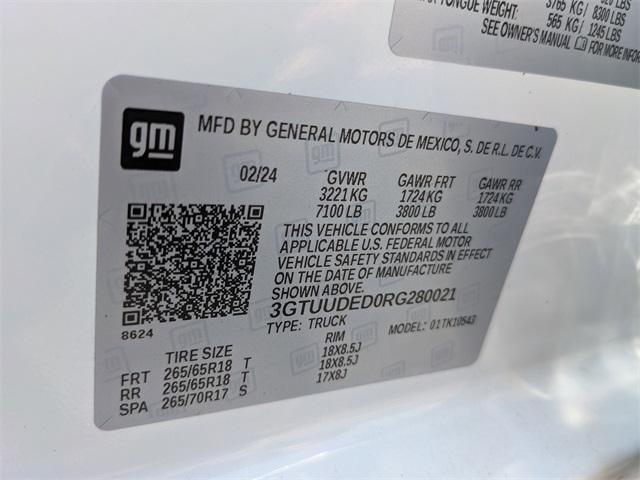 3765 KG / 8300 LBS
TONGUE WEIGHT: 565 KG / 1245 LBS
SEE OWNER'S MANUAL FOR MORE
gm
MFD BY GENERAL MOTORS DE MEXICO, S. DE R.L. DE C.V.
02/24 GVWR GAWR FRT GAWR RR
3221 KG 1724 KG 1724 KG
7100 LB 3800 LB 3800 LB
THIS VEHICLE CONFORMS TO ALL
APPLICABLE U.S. FEDERAL MOTOR
VEHICLE SAFETY STANDARDS IN EFFECT
ON THE DATE OF MANUFACTURE
SHOWN ABOVE.
3GTUUDED0RG280021
TYPE: TRUCK MODEL: 01TK10543
8624
TIRE SIZE RIM
FRT 265/65R18 T 18X8.5J
RR 265/65R18 T 18X8.5J
SPA 265/70R17 S 17X8J